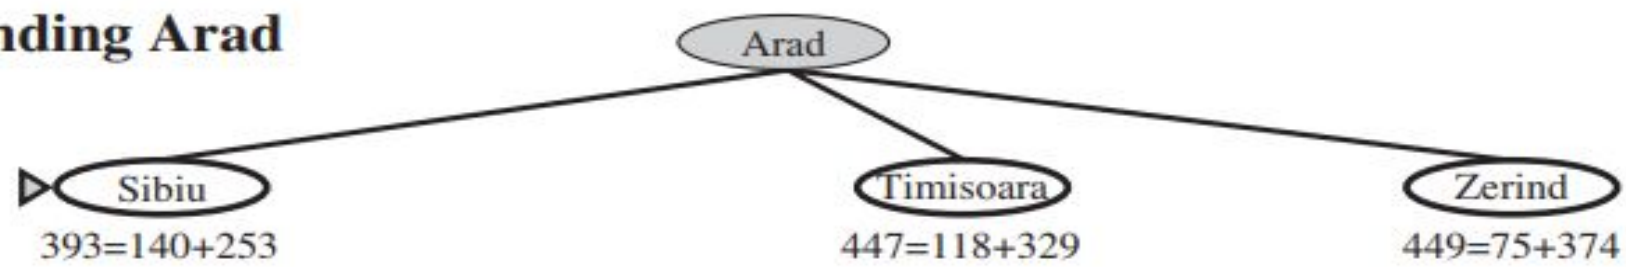 nding Arad
Arad
Sibiu
Timisoara
Zerind
393=140+253
447=118+329
449=75+374